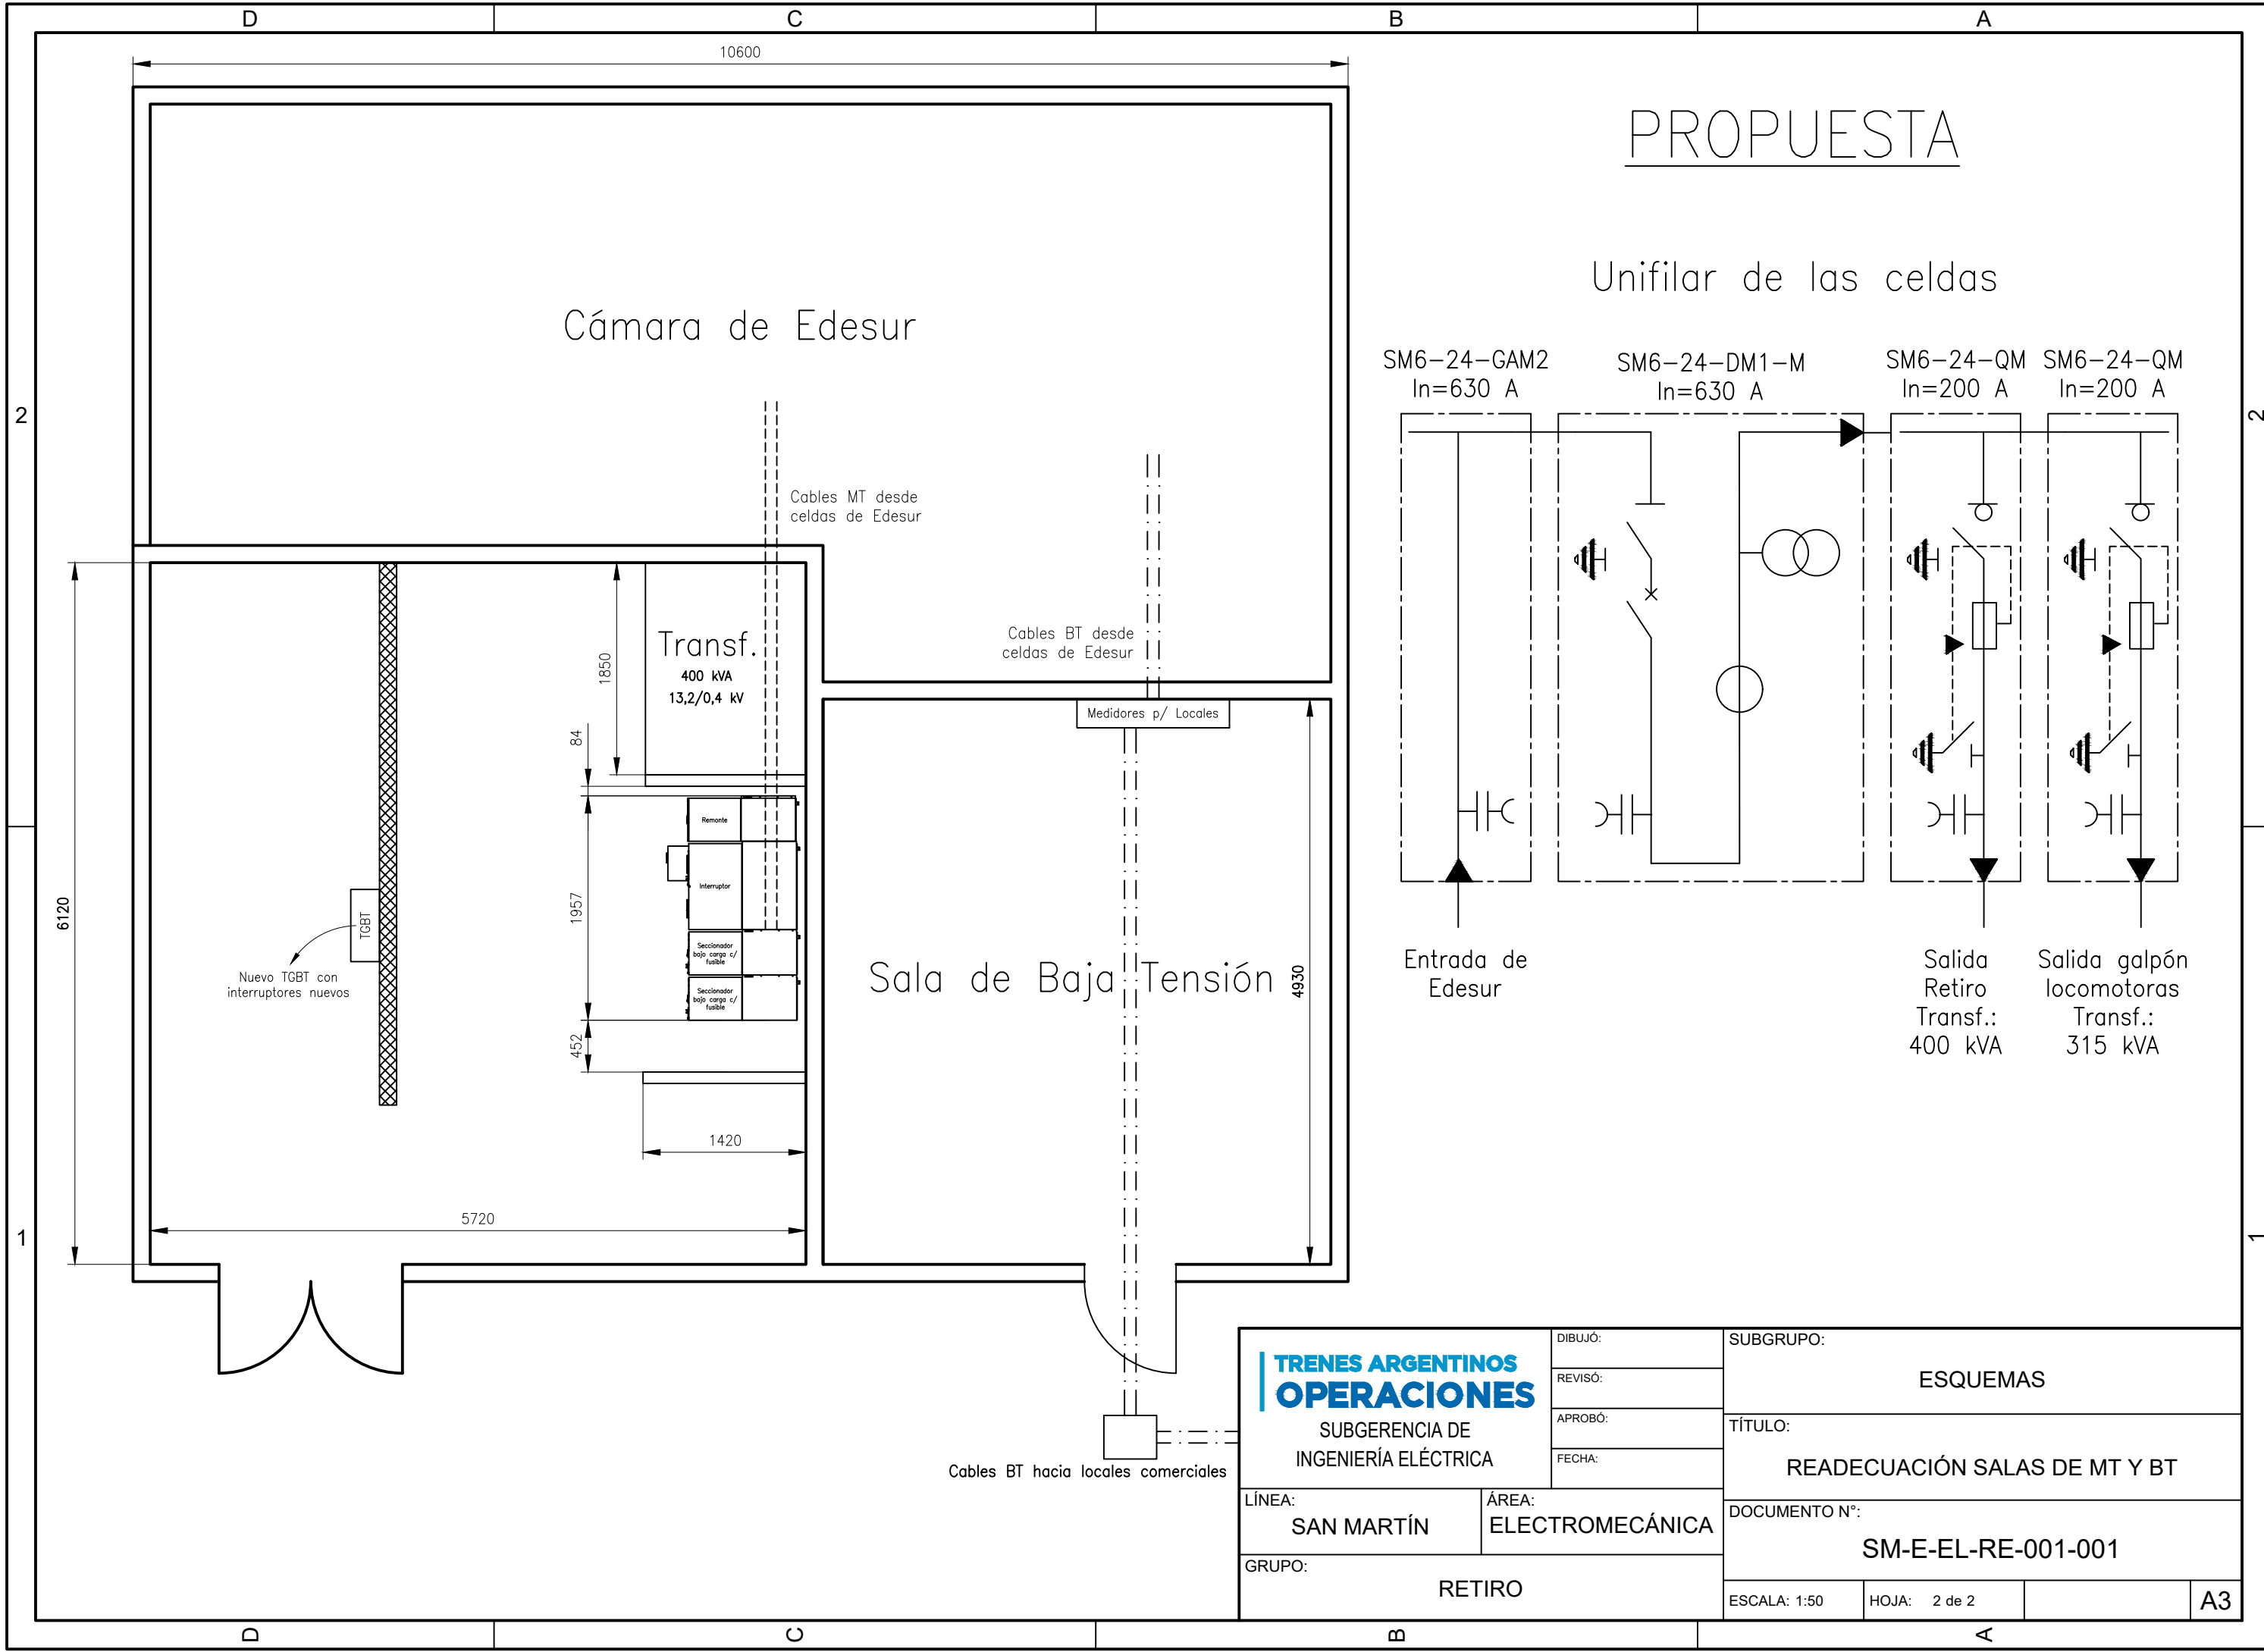 D
C
B
A
10600
PROPUESTA
Unifilar de las celdas
Cámara de Edesur
SM6-24-GAM2
In=630 A
SM6-24-DM1-M
In=630 A
SM6-24-QM
In=200 A
SM6-24-QM
In=200 A
2
2
Cables MT desde
celdas de Edesur
Cables BT desde
celdas de Edesur
Transf.
400 kVA
13,2/0,4 kV
1850
84
Medidores p/ Locales
Remonte
Interruptor
Seccionador
bajo carga c/
fusible
Seccionador
bajo carga c/
fusible
1957
452
6120
TGBT
Nuevo TGBT con
interruptores nuevos
Sala de Baja Tensión
4930
Entrada de
Edesur
Salida
Retiro
Transf.:
400 kVA
Salida galpón
locomotoras
Transf.:
315 kVA
1420
5720
1
1
Cables BT hacia locales comerciales
TRENES ARGENTINOS
OPERACIONES
SUBGERENCIA DE
INGENIERÍA ELÉCTRICA
DIBUJÓ:
REVISÓ:
APROBÓ:
FECHA:
SUBGRUPO:
ESQUEMAS
TÍTULO:
READECUACIÓN SALAS DE MT Y BT
LÍNEA:
SAN MARTÍN
ÁREA:
ELECTROMECÁNICA
DOCUMENTO N°:
SM-E-EL-RE-001-001
GRUPO:
RETIRO
ESCALA: 1:50
HOJA: 2 de 2
A3
D
C
B
A